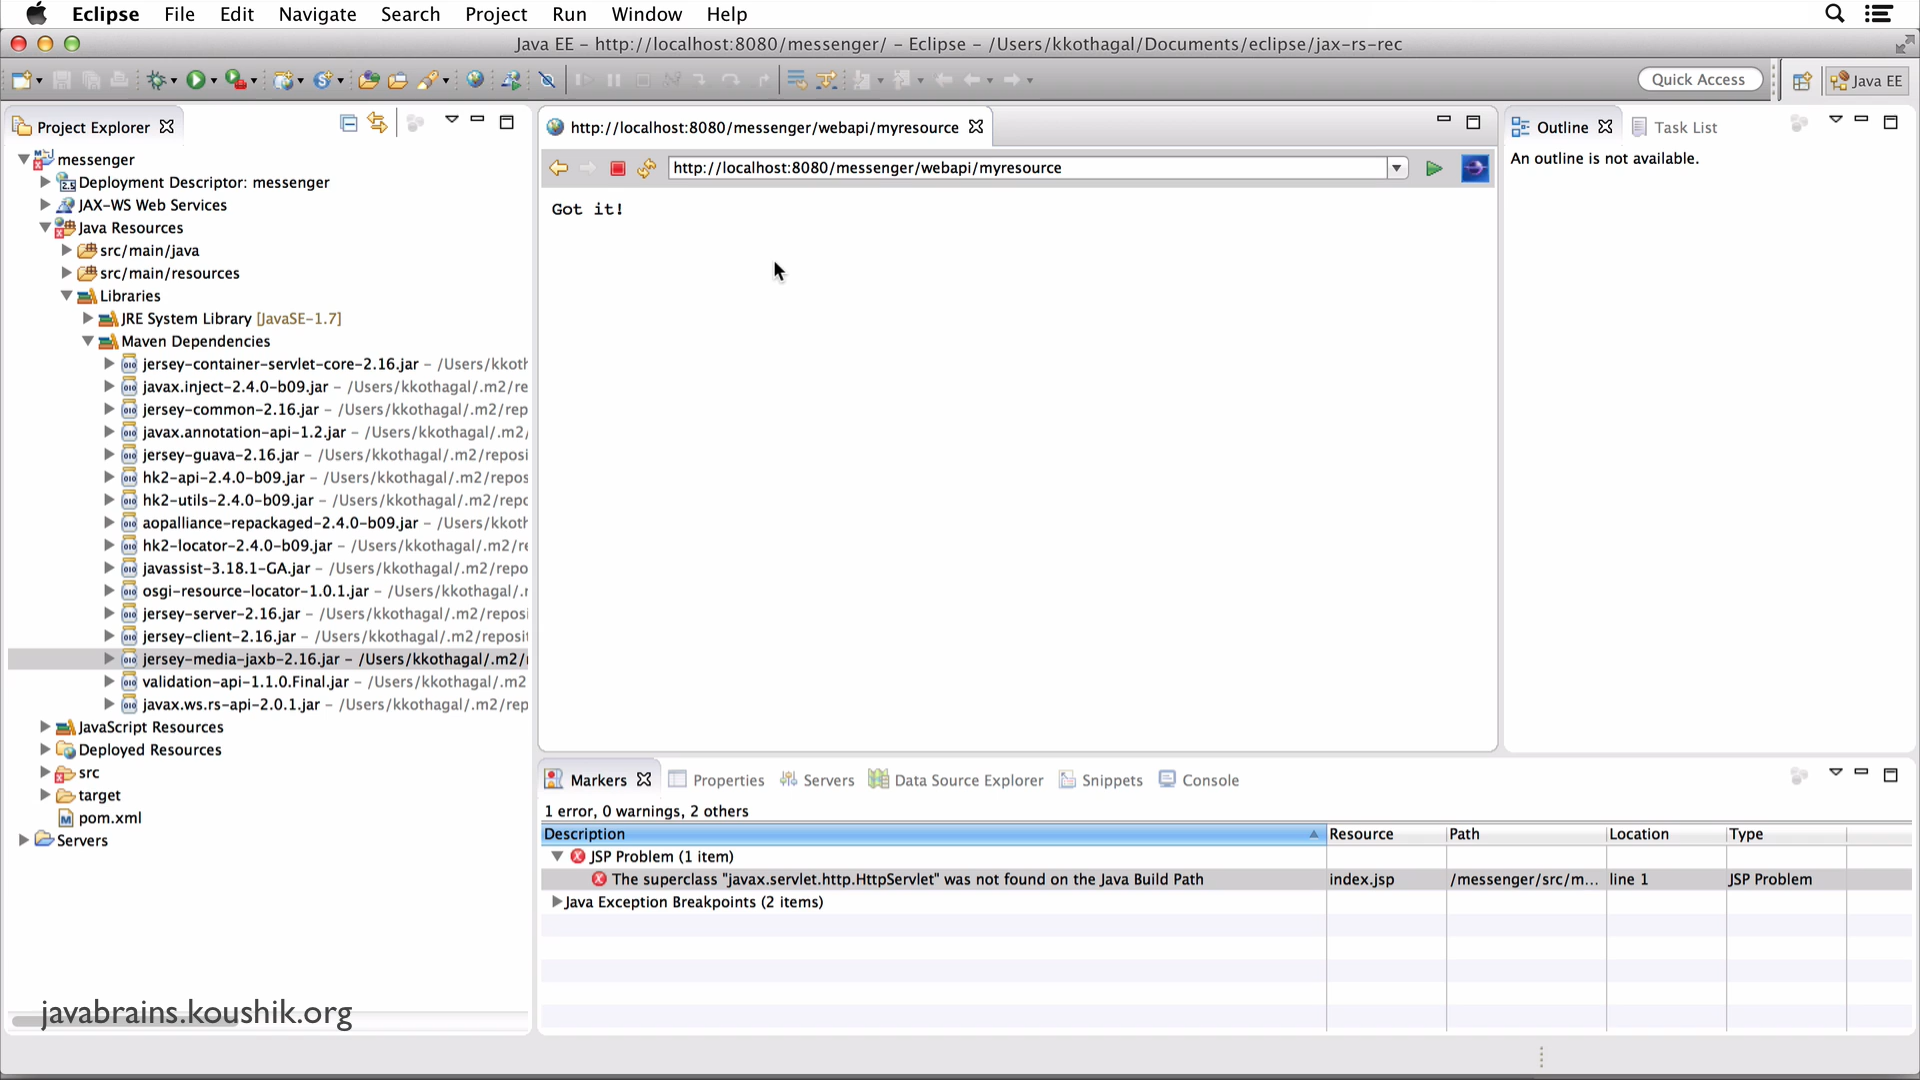 Eclipse File Edit Navigate Search Project Run Window Help
Java EE – http://localhost:8080/messenger/ – Eclipse – /Users/kkothagal/Documents/eclipse/jax-rs-rec
Quick Access
Java EE
Project Explorer
messenger
Deployment Descriptor: messenger
JAX-WS Web Services
Java Resources
src/main/java
src/main/resources
Libraries
JRE System Library [JavaSE-1.7]
Maven Dependencies
jersey-container-servlet-core-2.16.jar – /Users/kkoth
javax.inject-2.4.0-b09.jar – /Users/kkothagal/.m2/re
jersey-common-2.16.jar – /Users/kkothagal/.m2/rep
javax.annotation-api-1.2.jar – /Users/kkothagal/.m2/
jersey-guava-2.16.jar – /Users/kkothagal/.m2/reposi
hk2-api-2.4.0-b09.jar – /Users/kkothagal/.m2/repos
hk2-utils-2.4.0-b09.jar – /Users/kkothagal/.m2/repo
aopalliance-repackaged-2.4.0-b09.jar – /Users/kkoth
hk2-locator-2.4.0-b09.jar – /Users/kkothagal/.m2/re
javassist-3.18.1-GA.jar – /Users/kkothagal/.m2/repo
osgi-resource-locator-1.0.1.jar – /Users/kkothagal/.
jersey-server-2.16.jar – /Users/kkothagal/.m2/reposi
jersey-client-2.16.jar – /Users/kkothagal/.m2/reposit
jersey-media-jaxb-2.16.jar – /Users/kkothagal/.m2/
validation-api-1.1.0.Final.jar – /Users/kkothagal/.m2
javax.ws.rs-api-2.0.1.jar – /Users/kkothagal/.m2/rep
JavaScript Resources
Deployed Resources
src
target
pom.xml
Servers
javabrains.koushik.org
http://localhost:8080/messenger/webapi/myresource
http://localhost:8080/messenger/webapi/myresource
Got it!
Outline Task List
An outline is not available.
Markers Properties Servers Data Source Explorer Snippets Console
1 error, 0 warnings, 2 others
Description Resource Path Location Type
JSP Problem (1 item)
The superclass "javax.servlet.http.HttpServlet" was not found on the Java Build Path index.jsp /messenger/src/m... line 1 JSP Problem
Java Exception Breakpoints (2 items)